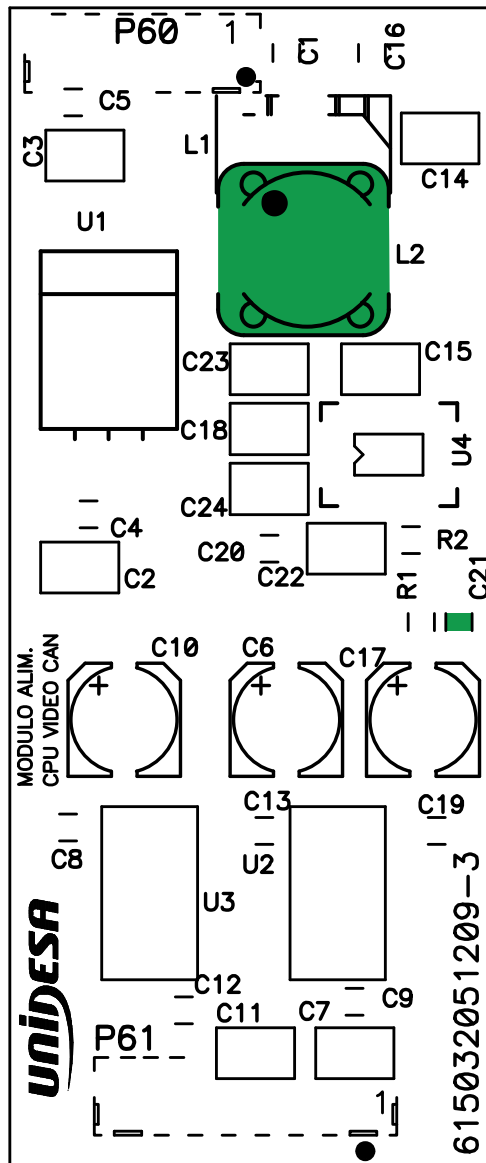 P60 1
C1
C16
C5
C3
L1
C14
U1
L2
C23
C15
C18
U4
C24
C4
C20
R2
C2
C22
R1
C21
C10
C6
C17
MODULO ALIM.
CPU VIDEO CAN
C13
C19
C8
U2
U3
UNIDESA
615032051209-3
C12
C9
C11
C7
P61
1